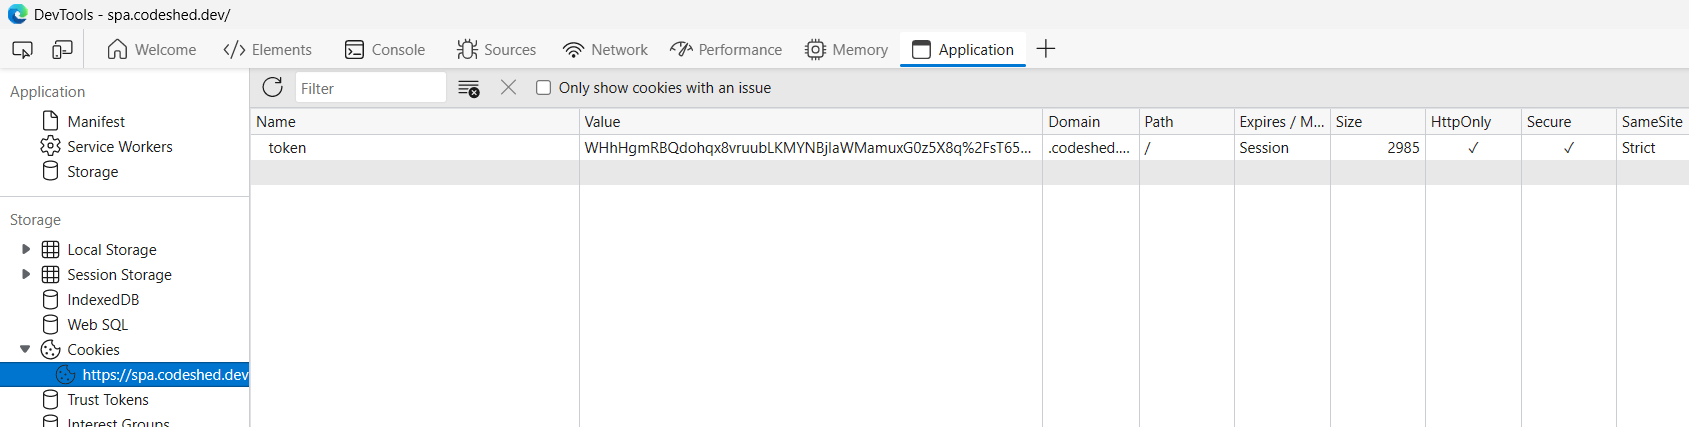 DevTools - spa.codeshed.dev/
Welcome Elements Console Sources Network Performance Memory Application
Application
Manifest
Service Workers
Storage
Storage
Local Storage
Session Storage
IndexedDB
Web SQL
Cookies
https://spa.codeshed.dev
Trust Tokens
Interest Groups
Filter Only show cookies with an issue
Name Value Domain Path Expires / M... Size HttpOnly Secure SameSite
token WHhHgmRBQdohqx8vruubLKMYNBjIaWMamuxG0z5X8q%2FsT65... .codeshed.... / Session 2985 ✓ ✓ Strict